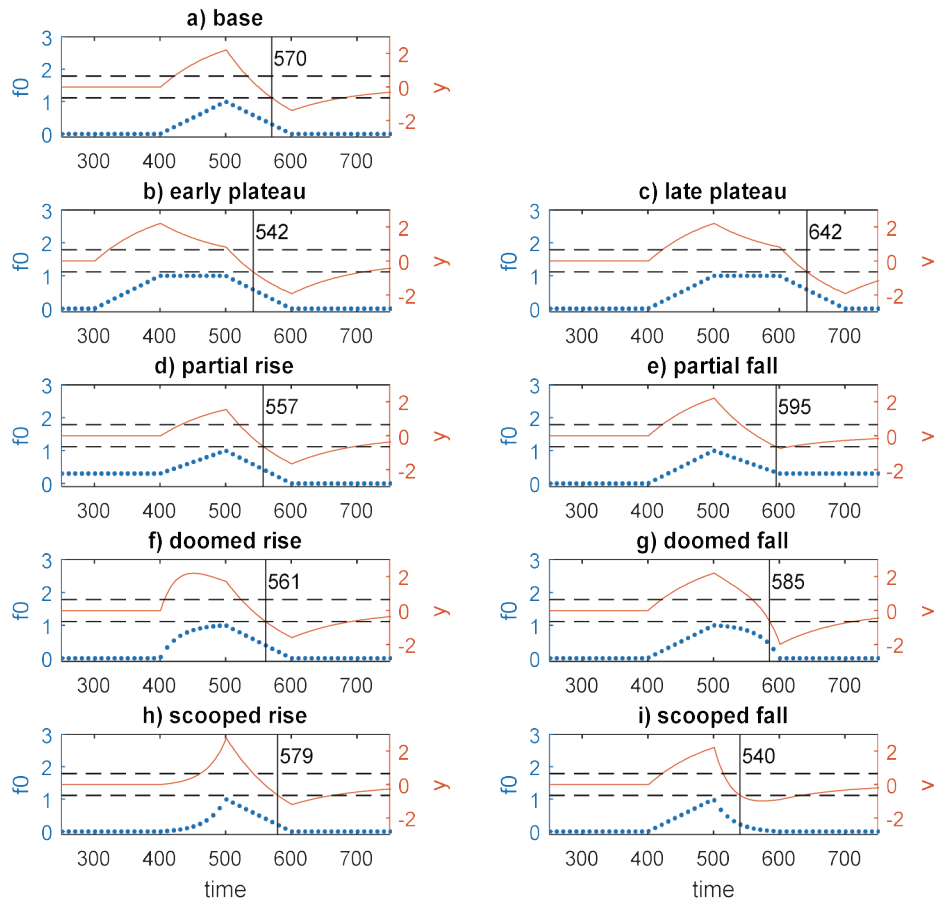 a) base
3
2
1
0
f0
570
2
0
-2
y
300 400 500 600 700
b) early plateau
3
2
1
0
f0
542
2
0
-2
y
300 400 500 600 700
c) late plateau
3
2
1
0
f0
642
2
0
-2
y
300 400 500 600 700
d) partial rise
3
2
1
0
f0
557
2
0
-2
y
300 400 500 600 700
e) partial fall
3
2
1
0
f0
595
2
0
-2
y
300 400 500 600 700
f) doomed rise
3
2
1
0
f0
561
2
0
-2
y
300 400 500 600 700
g) doomed fall
3
2
1
0
f0
585
2
0
-2
y
300 400 500 600 700
h) scooped rise
3
2
1
0
f0
579
2
0
-2
y
300 400 500 600 700
time
i) scooped fall
3
2
1
0
f0
540
2
0
-2
y
300 400 500 600 700
time